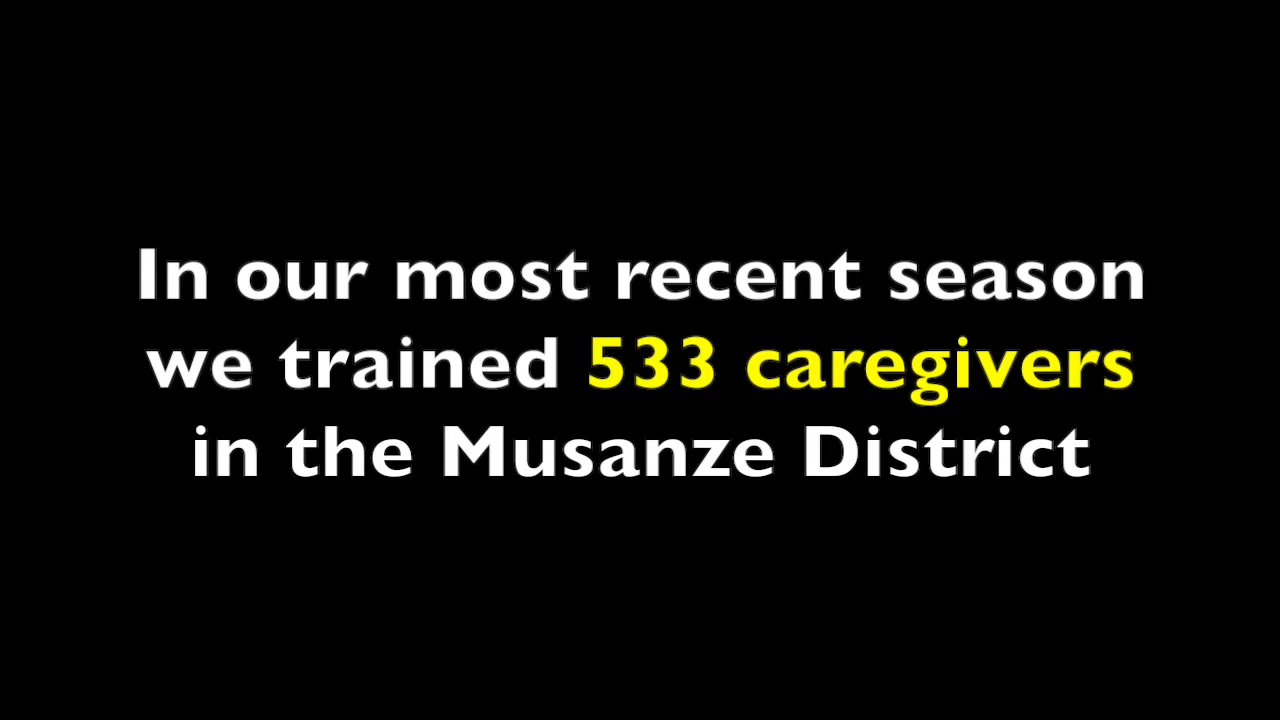 In our most recent season
we trained 533 caregivers
in the Musanze District